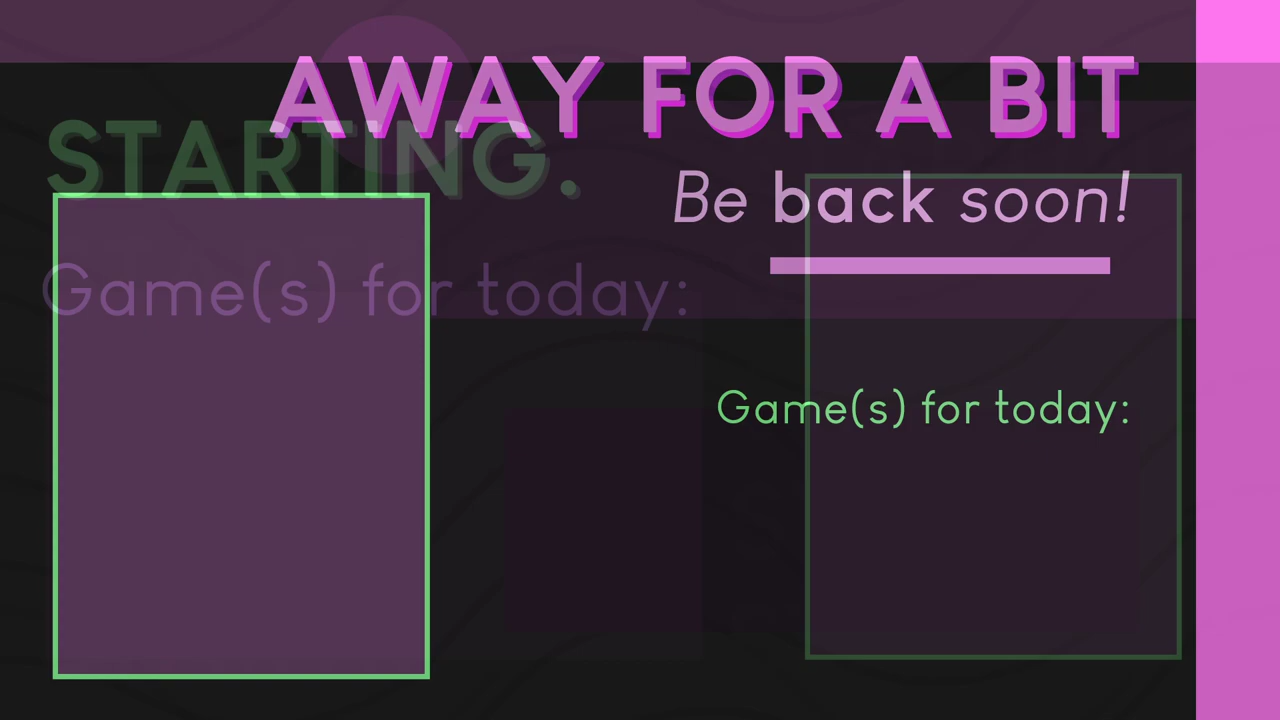 AWAY FOR A BIT
STARTING.
Be back soon!
Game(s) for today:
Game(s) for today: